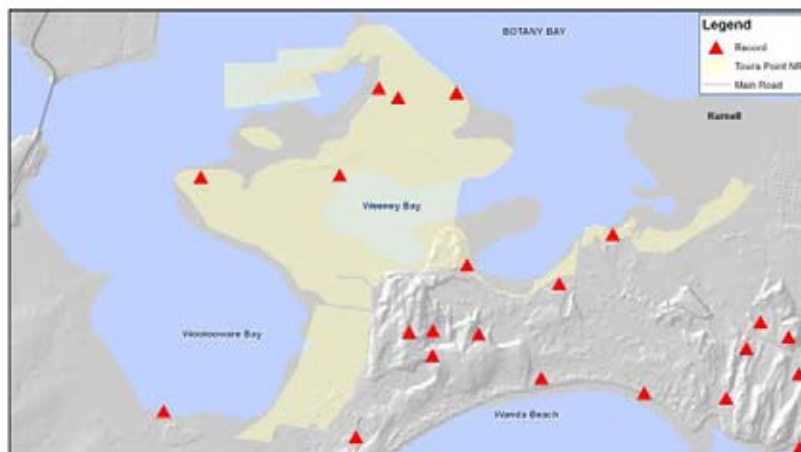 BOTANY BAY
Legend
Record
Towra Point NR
Main Road
Kurnell
Weeney Bay
Woolooware Bay
Wanda Beach